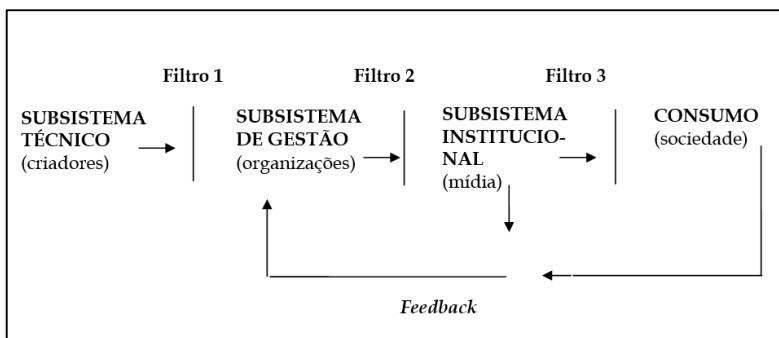 Filtro 1
Filtro 2
Filtro 3
SUBSISTEMA
TÉCNICO
(criadores)
SUBSISTEMA
DE GESTÃO
(organizações)
SUBSISTEMA
INSTITUCIO-
NAL
(mídia)
CONSUMO
(sociedade)
Feedback